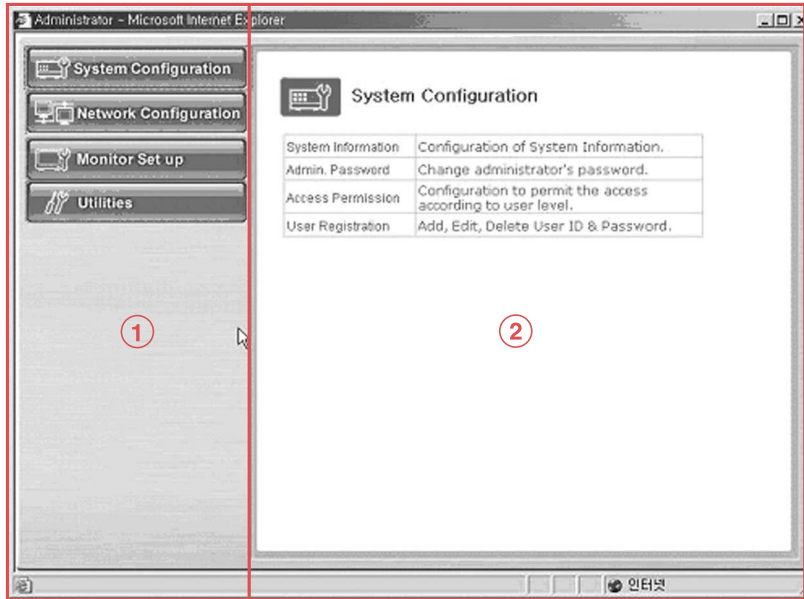 Administrator - Microsoft Internet Explorer
System Configuration
Network Configuration
Monitor Set up
Utilities
1
System Configuration
System Information Configuration of System Information.
Admin. Password Change administrator's password.
Access Permission Configuration to permit the access
according to user level.
User Registration Add, Edit, Delete User ID & Password.
2
인터넷